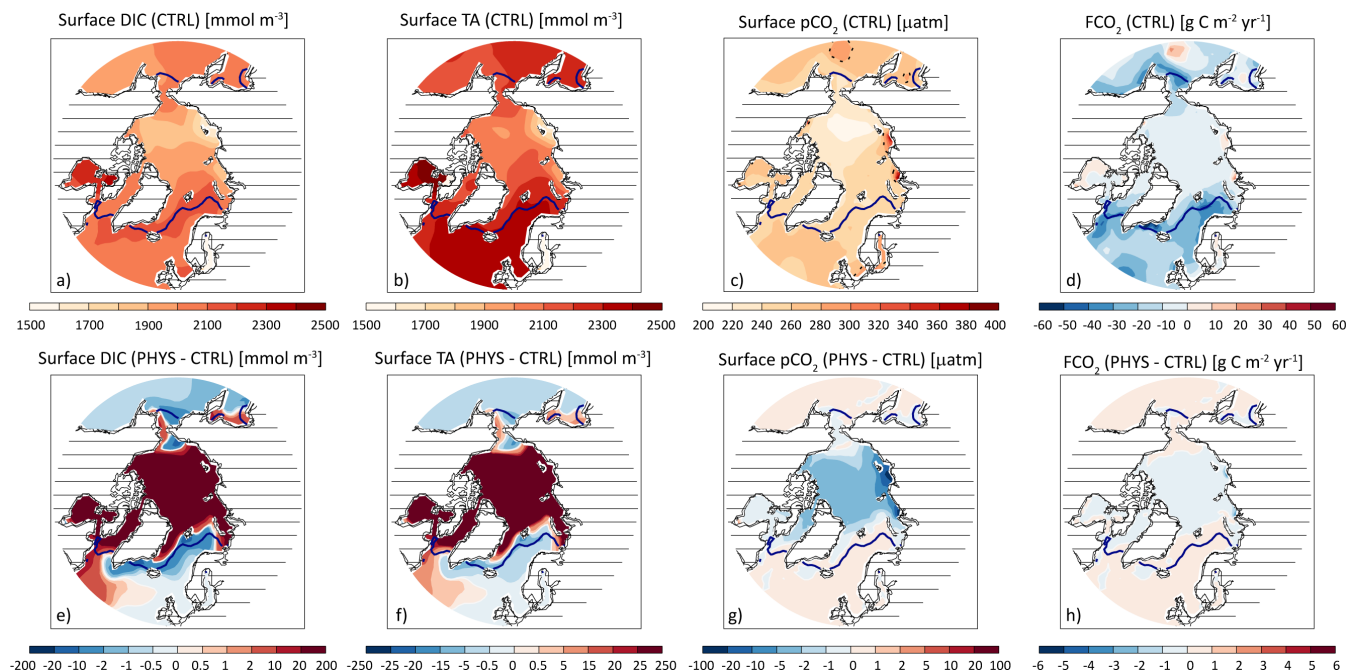 Surface DIC (CTRL) [mmol m⁻³]
Surface TA (CTRL) [mmol m⁻³]
Surface pCO₂ (CTRL) [µatm]
FCO₂ (CTRL) [g C m⁻² yr⁻¹]
a)
b)
c)
d)
1500 1700 1900 2100 2300 2500
1500 1700 1900 2100 2300 2500
200 220 240 260 280 300 320 340 360 380 400
-60 -50 -40 -30 -20 -10 0 10 20 30 40 50 60
Surface DIC (PHYS - CTRL) [mmol m⁻³]
Surface TA (PHYS - CTRL) [mmol m⁻³]
Surface pCO₂ (PHYS - CTRL) [µatm]
FCO₂ (PHYS - CTRL) [g C m⁻² yr⁻¹]
e)
f)
g)
h)
-200 -20 -10 -2 -1 -0.5 0 0.5 1 2 10 20 200
-250 -25 -15 -5 -2 -.5 0 0.5 2 5 15 25 250
-100 -20 -10 -5 -2 -1 0 1 2 5 10 20 100
-6 -5 -4 -3 -2 -1 0 1 2 3 4 5 6